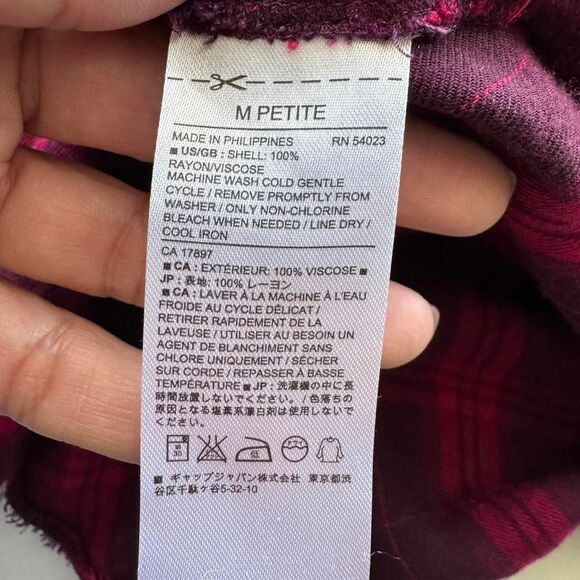 M PETITE
MADE IN PHILIPPINES RN 54023
■ US/GB : SHELL: 100%
RAYON/VISCOSE
MACHINE WASH COLD GENTLE
CYCLE / REMOVE PROMPTLY FROM
WASHER / ONLY NON-CHLORINE
BLEACH WHEN NEEDED / LINE DRY /
COOL IRON
CA 17897
■ CA : EXTÉRIEUR: 100% VISCOSE ■
JP : 表地: 100% レーヨン
■ CA : LAVER À LA MACHINE À L'EAU
FROIDE AU CYCLE DÉLICAT /
RETIRER RAPIDEMENT DE LA
LAVEUSE / UTILISER AU BESOIN UN
AGENT DE BLANCHIMENT SANS
CHLORE UNIQUEMENT / SÉCHER
SUR CORDE / REPASSER À BASSE
TEMPÉRATURE ■ JP : 洗濯機の中に長
時間放置しないでください。/ 色落ちの
原因となる塩素系漂白剤は使用しないで
ください。
30 低
■ ギャップジャパン株式会社 東京都渋
谷区千駄ヶ谷5-32-10